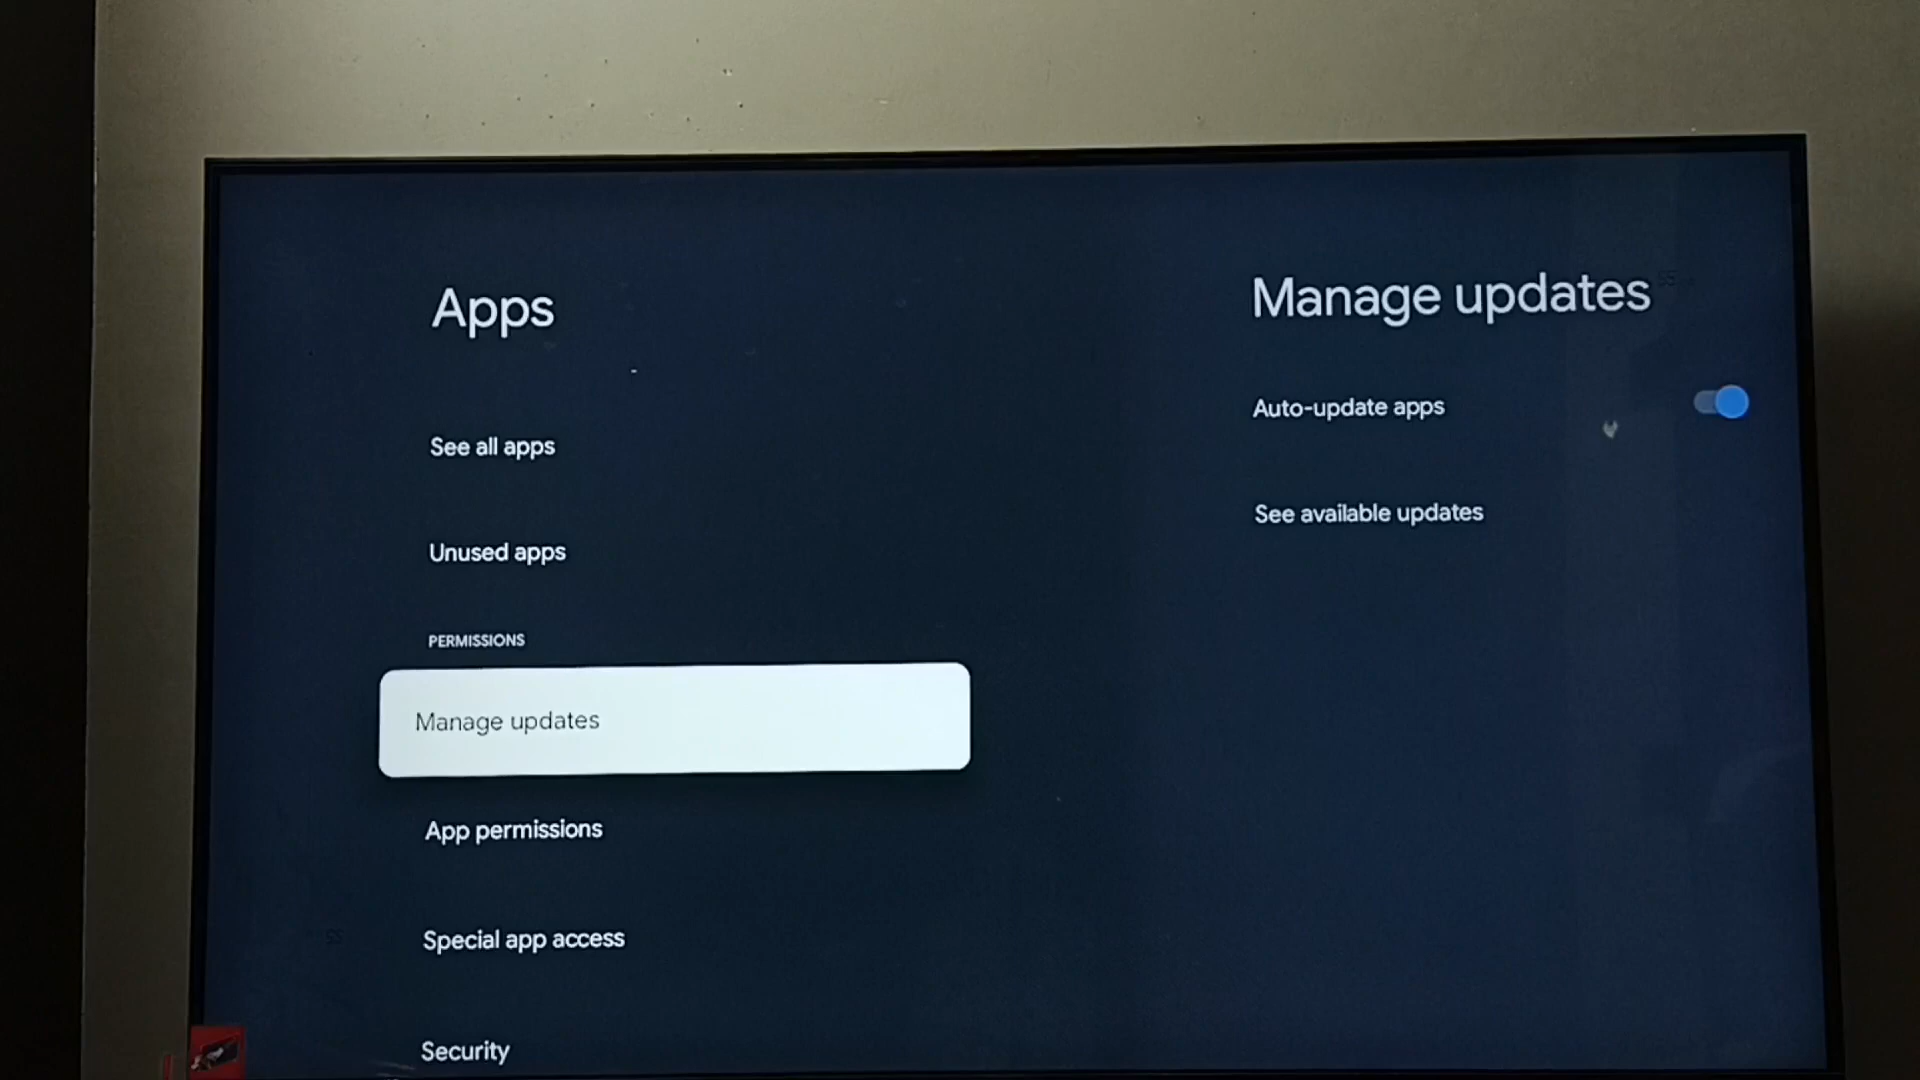 Apps
See all apps
Unused apps
PERMISSIONS
Manage updates
App permissions
Special app access
Security
Manage updates
Auto-update apps
See available updates